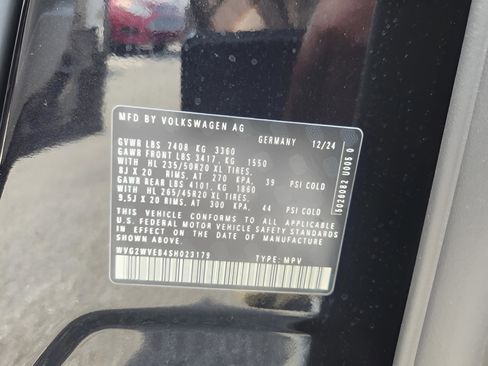 MFD BY VOLKSWAGEN AG GERMANY 12/24
GVWR LBS 7408 KG 3360
GAWR FRONT LBS 3417, KG 1550
WITH HL 235/50R20 XL TIRES,
8J X 20 RIMS, AT 270 KPA, 39 PSI COLD
GAWR REAR LBS 4101, KG 1860
WITH HL 265/45R20 XL TIRES,
9.5J X 20 RIMS, AT 300 KPA, 44 PSI COLD
THIS VEHICLE CONFORMS TO ALL APPLICABLE
U.S. FEDERAL MOTOR VEHICLE SAFETY STANDARDS
IN EFFECT ON THE DATE OF MANUFACTURE
SHOWN ABOVE
WVG2WVEB4SH023179 TYPE: MPV
5026082 U005 0